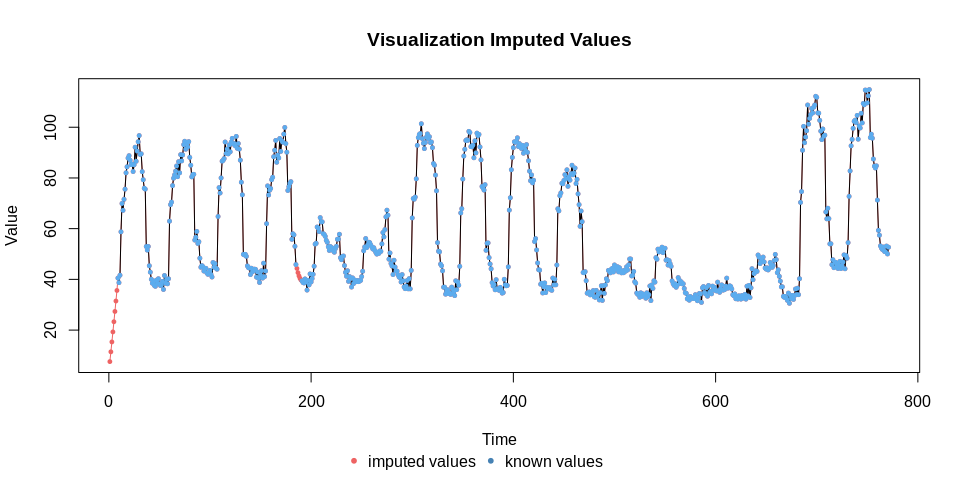 Visualization Imputed Values
Value
20
40
60
80
100
0
200
400
600
800
Time
imputed values
known values